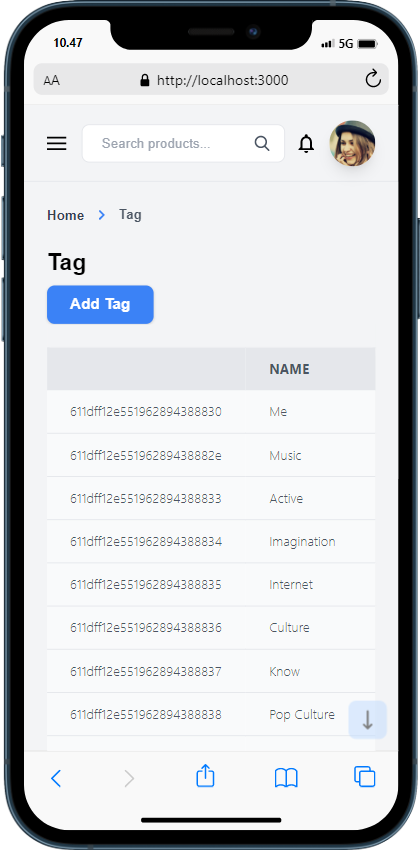 10.47 5G
AA http://localhost:3000
Search products...
Home Tag
Tag
Add Tag
NAME
611dff12e551962894388830 Me
611dff12e55196289438882e Music
611dff12e551962894388833 Active
611dff12e551962894388834 Imagination
611dff12e551962894388835 Internet
611dff12e551962894388836 Culture
611dff12e551962894388837 Know
611dff12e551962894388838 Pop Culture